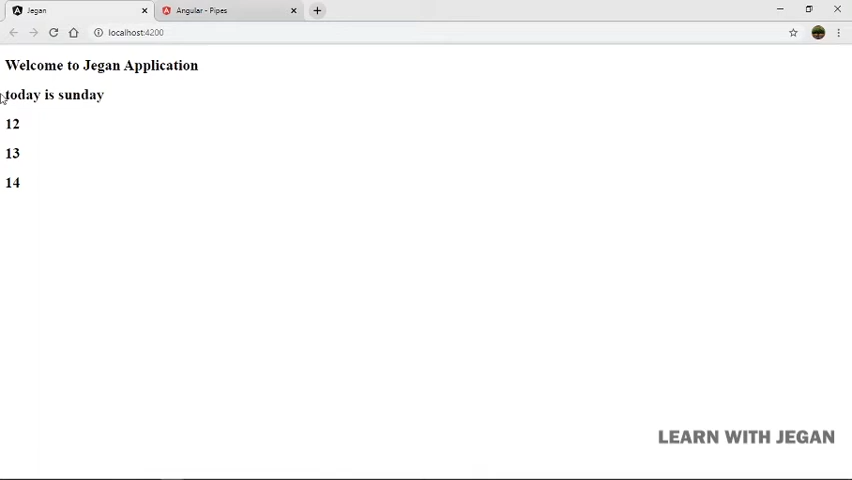 Jegan
Angular - Pipes
localhost:4200
Welcome to Jegan Application
today is sunday
12
13
14
LEARN WITH JEGAN